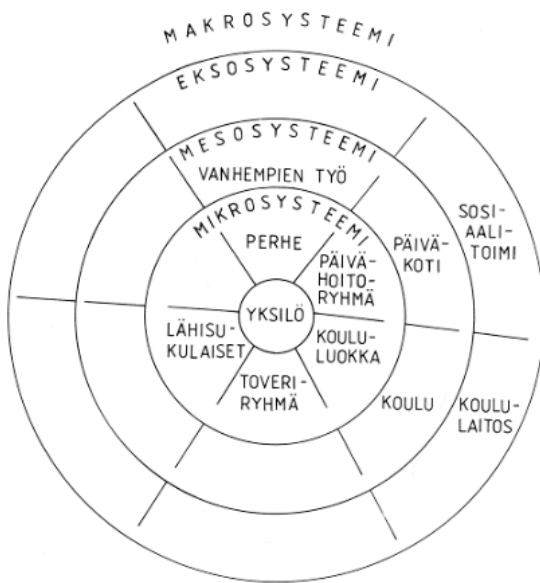 MAKROSYSTEEMI
EKSOSYSTEEMI
MESOSYSTEEMI
VANHEMPIEN TYÖ
MIKROSYSTEEMI
PERHE
PÄIVÄ-
HOITO-
RYHMÄ
PÄIVÄ-
KOTI
SOSI-
AALI-
TOIMI
YKSILÖ
LÄHISU-
KULAISET
KOULU-
LUOKKA
TOVERI-
RYHMÄ
KOULU
KOULU-
LAITOS